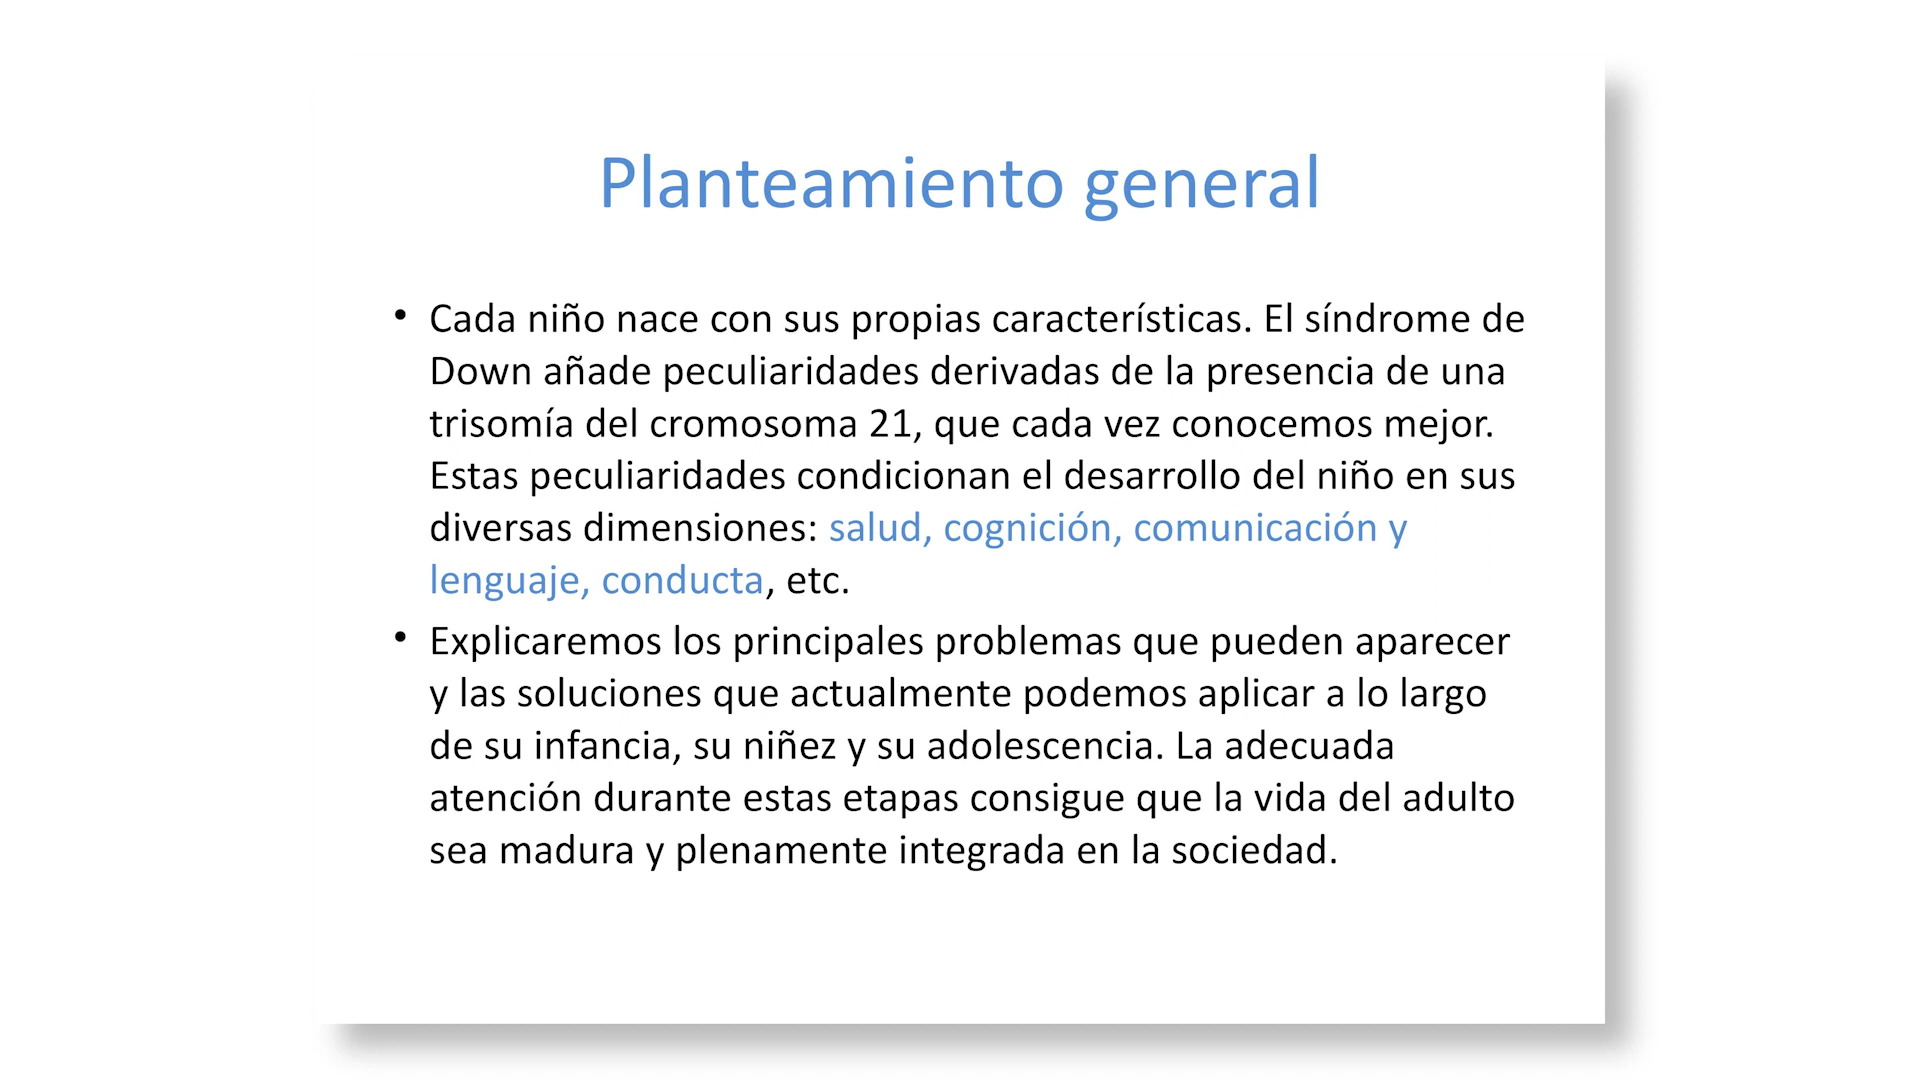 Planteamiento general
• Cada niño nace con sus propias características. El síndrome de
Down añade peculiaridades derivadas de la presencia de una
trisomía del cromosoma 21, que cada vez conocemos mejor.
Estas peculiaridades condicionan el desarrollo del niño en sus
diversas dimensiones: salud, cognición, comunicación y
lenguaje, conducta, etc.
• Explicaremos los principales problemas que pueden aparecer
y las soluciones que actualmente podemos aplicar a lo largo
de su infancia, su niñez y su adolescencia. La adecuada
atención durante estas etapas consigue que la vida del adulto
sea madura y plenamente integrada en la sociedad.